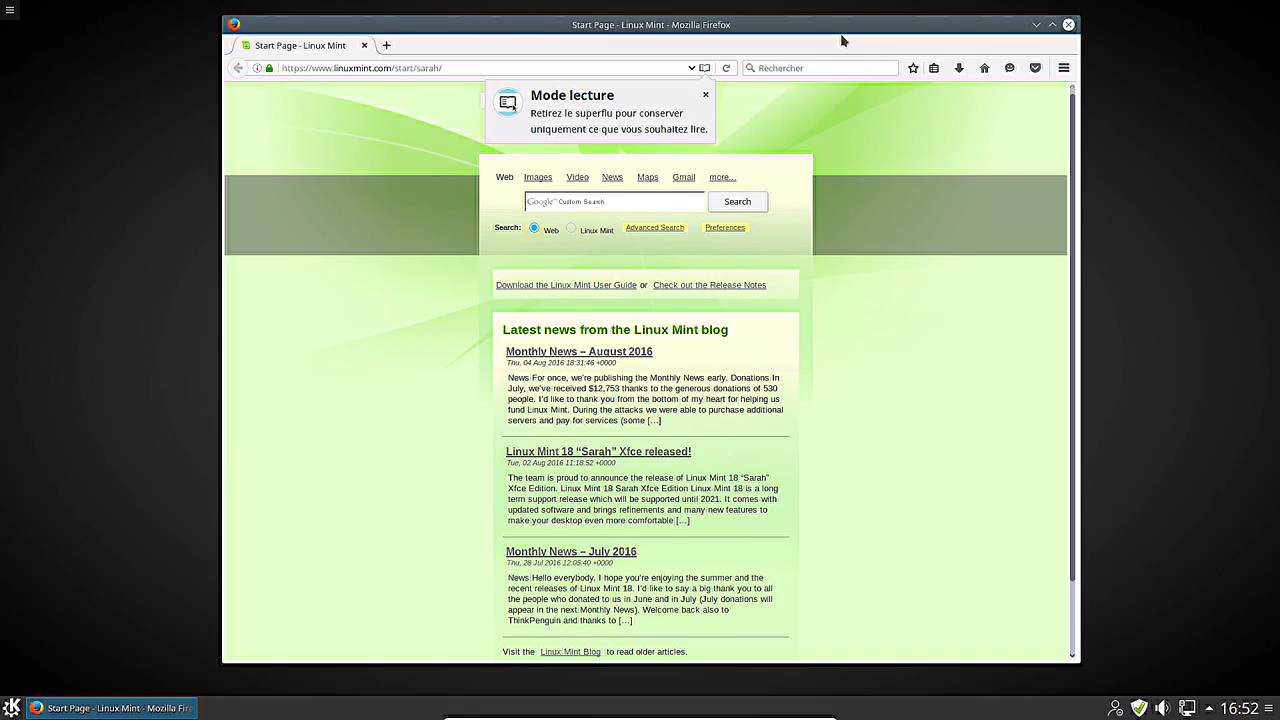 Start Page - Linux Mint - Mozilla Firefox
Start Page - Linux Mint
https://www.linuxmint.com/start/sarah/
Rechercher
Mode lecture
Retirez le superflu pour conserver
uniquement ce que vous souhaitez lire.
Web Images Video News Maps Gmail more...
Google™ Custom Search Search
Search: Web Linux Mint Advanced Search Preferences
Download the Linux Mint User Guide or Check out the Release Notes
Latest news from the Linux Mint blog
Monthly News – August 2016
Thu, 04 Aug 2016 18:31:46 +0000
News For once, we're publishing the Monthly News early. Donations In
July, we've received $12,753 thanks to the generous donations of 530
people. I'd like to thank you from the bottom of my heart for helping us
fund Linux Mint. During the attacks we were able to purchase additional
servers and pay for services (some [...]
Linux Mint 18 “Sarah” Xfce released!
Tue, 02 Aug 2016 11:18:52 +0000
The team is proud to announce the release of Linux Mint 18 “Sarah”
Xfce Edition. Linux Mint 18 Sarah Xfce Edition Linux Mint 18 is a long
term support release which will be supported until 2021. It comes with
updated software and brings refinements and many new features to
make your desktop even more comfortable [...]
Monthly News – July 2016
Thu, 28 Jul 2016 12:05:40 +0000
News Hello everybody. I hope you're enjoying the summer and the
recent releases of Linux Mint 18. I'd like to say a big thank you to all
the people who donated to us in June and in July (July donations will
appear in the next Monthly News). Welcome back also to
ThinkPenguin and thanks to [...]
Visit the Linux Mint Blog to read older articles.
Start Page - Linux Mint - Mozilla Fire
16:52